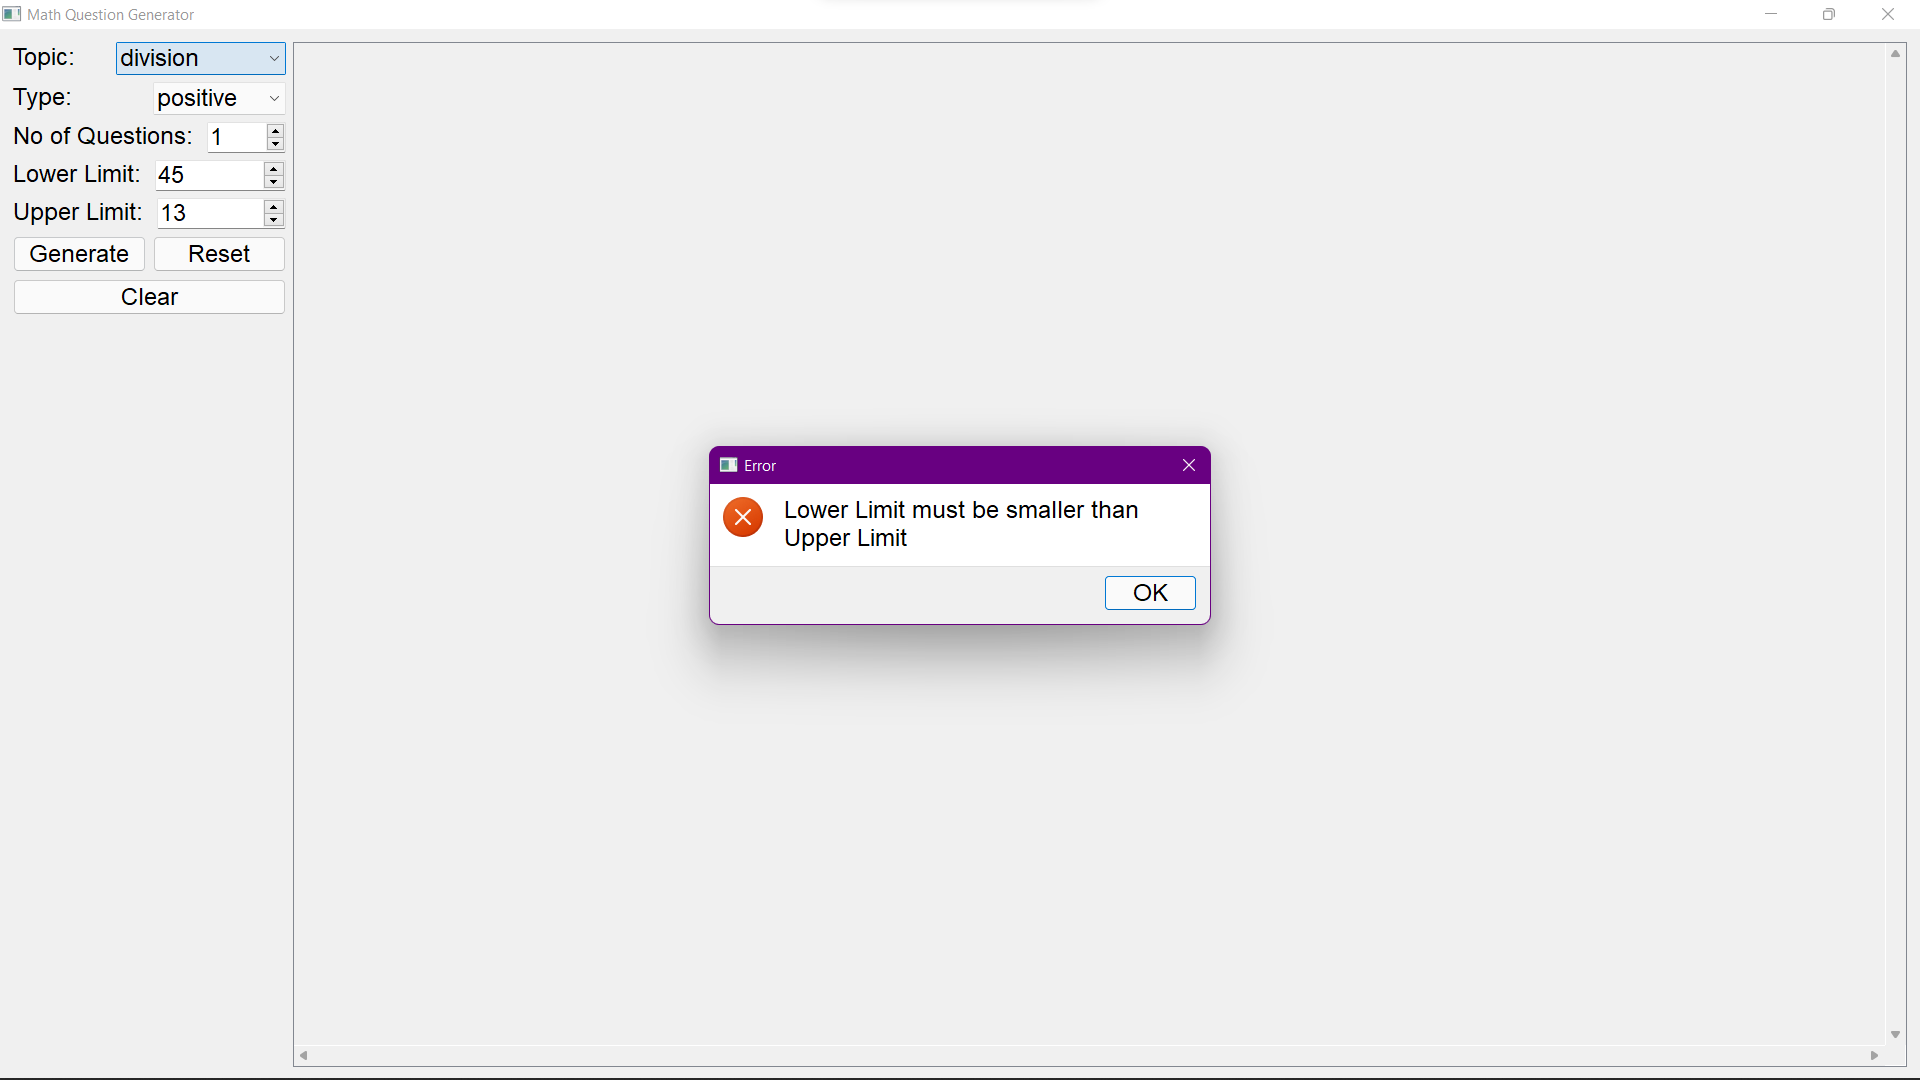 Math Question Generator
Topic: division
Type: positive
No of Questions: 1
Lower Limit: 45
Upper Limit: 13
Generate Reset
Clear
Error
Lower Limit must be smaller than
Upper Limit
OK